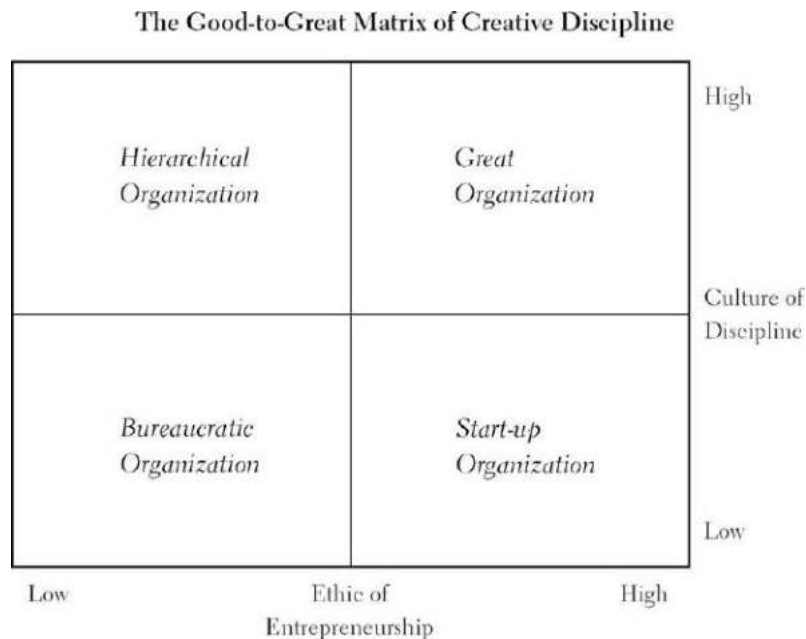 The Good-to-Great Matrix of Creative Discipline
High
Hierarchical
Organization
Great
Organization
Culture of
Discipline
Bureaucratic
Organization
Start-up
Organization
Low
Low
Ethic of
Entrepreneurship
High